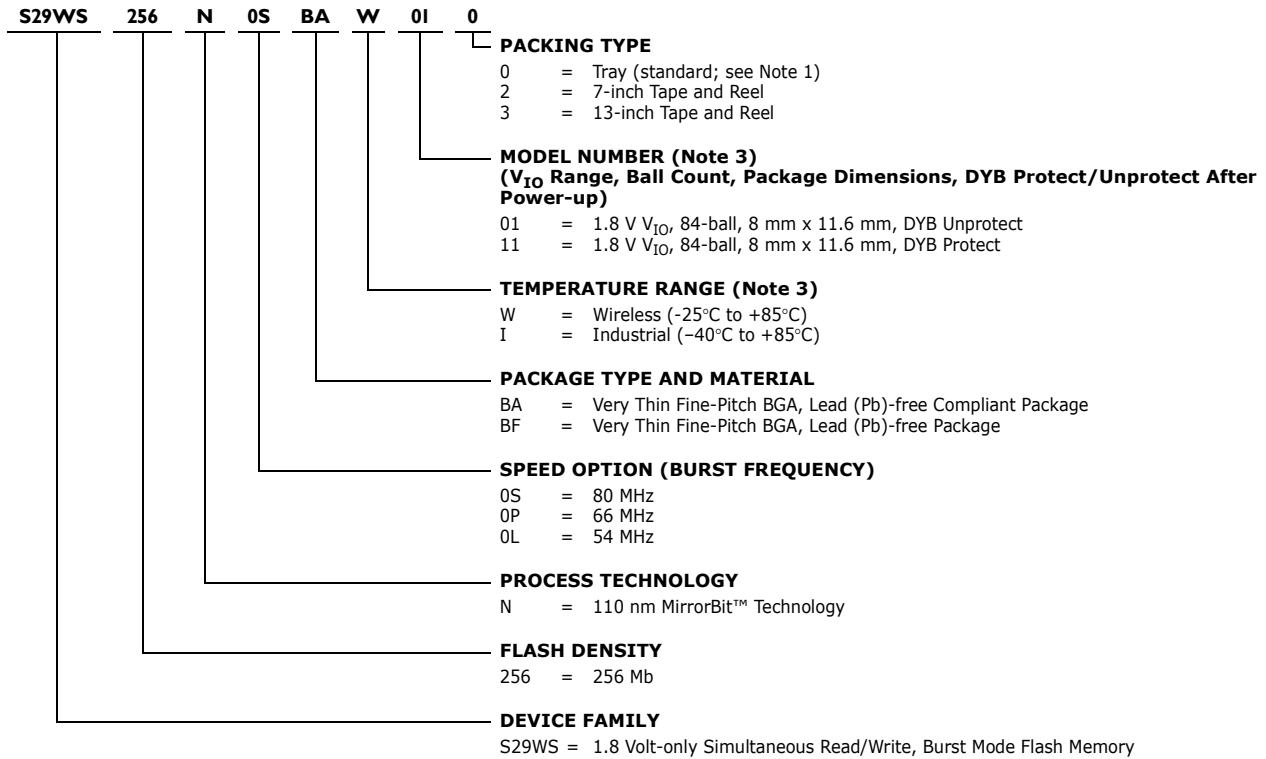 S29WS 256 N 0S BA W 01 0
PACKING TYPE
0 = Tray (standard; see Note 1)
2 = 7-inch Tape and Reel
3 = 13-inch Tape and Reel
MODEL NUMBER (Note 3)
(VIO Range, Ball Count, Package Dimensions, DYB Protect/Unprotect After
Power-up)
01 = 1.8 V VIO, 84-ball, 8 mm x 11.6 mm, DYB Unprotect
11 = 1.8 V VIO, 84-ball, 8 mm x 11.6 mm, DYB Protect
TEMPERATURE RANGE (Note 3)
W = Wireless (-25°C to +85°C)
I = Industrial (–40°C to +85°C)
PACKAGE TYPE AND MATERIAL
BA = Very Thin Fine-Pitch BGA, Lead (Pb)-free Compliant Package
BF = Very Thin Fine-Pitch BGA, Lead (Pb)-free Package
SPEED OPTION (BURST FREQUENCY)
0S = 80 MHz
0P = 66 MHz
0L = 54 MHz
PROCESS TECHNOLOGY
N = 110 nm MirrorBit™ Technology
FLASH DENSITY
256 = 256 Mb
DEVICE FAMILY
S29WS = 1.8 Volt-only Simultaneous Read/Write, Burst Mode Flash Memory